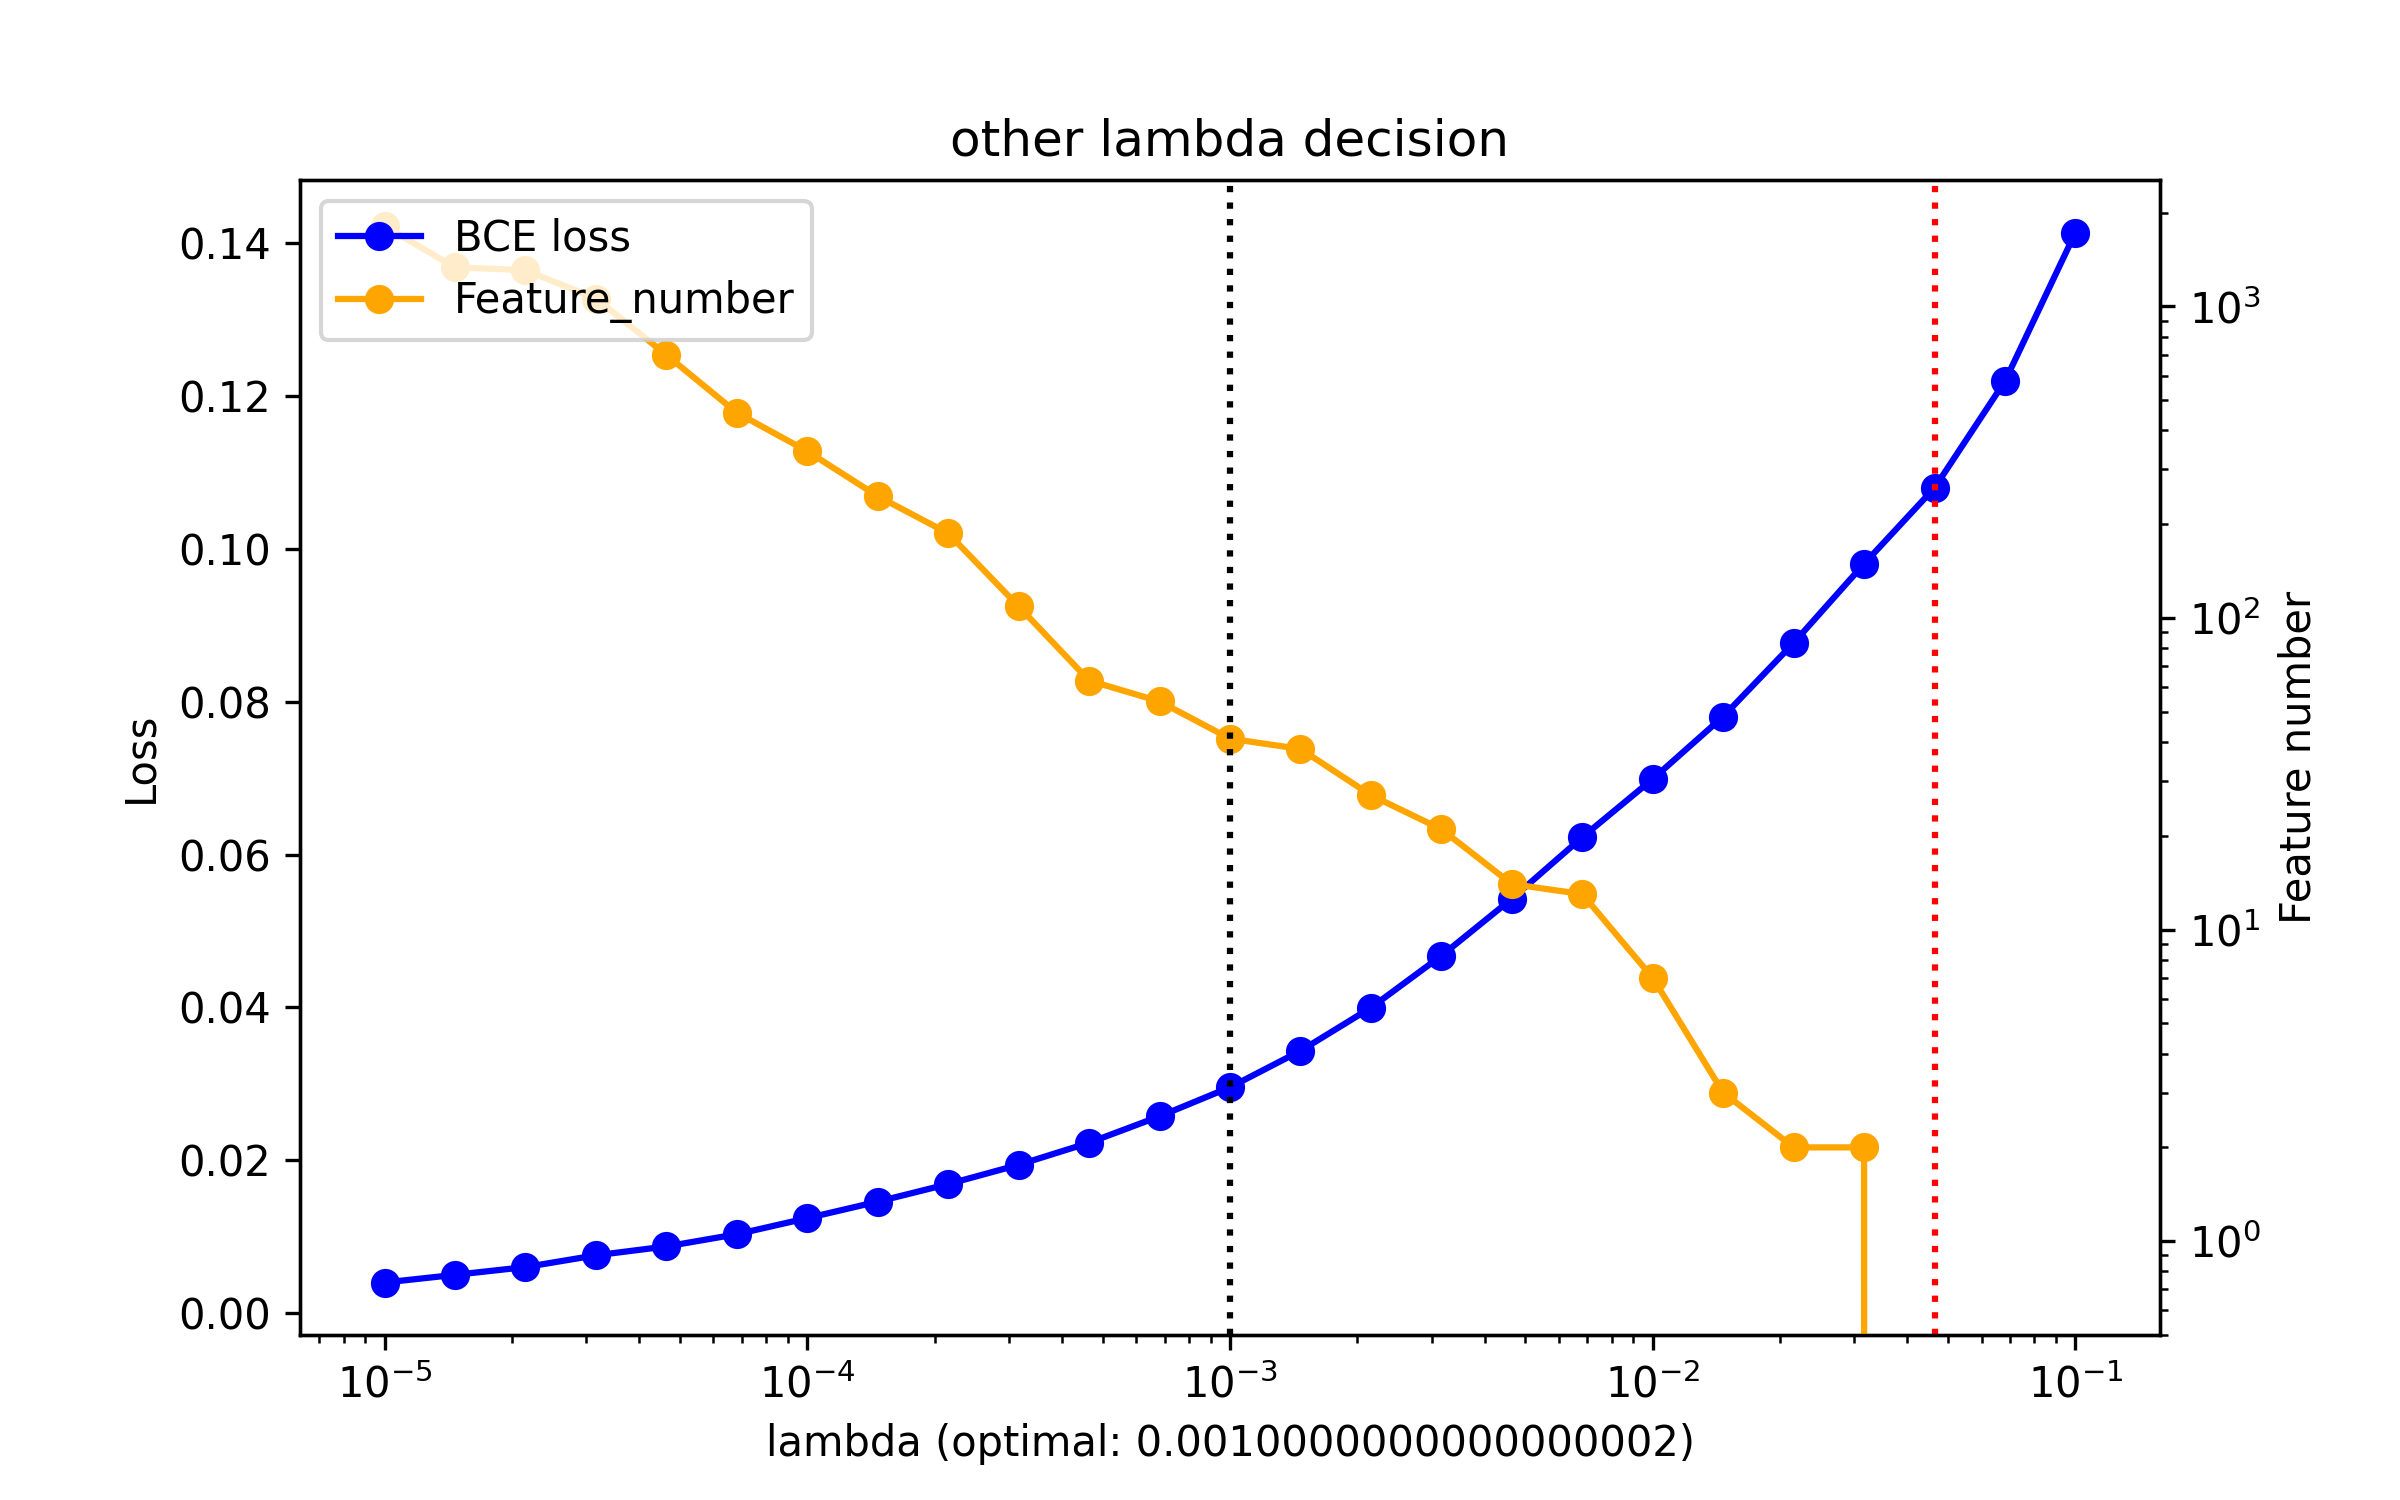 other lambda decision
BCE loss
Feature_number
0.14
0.12
0.10
0.08
0.06
0.04
0.02
0.00
Loss
10³
10²
10¹
10⁰
Feature number
10⁻⁵ 10⁻⁴ 10⁻³ 10⁻² 10⁻¹
lambda (optimal: 0.0010000000000000002)